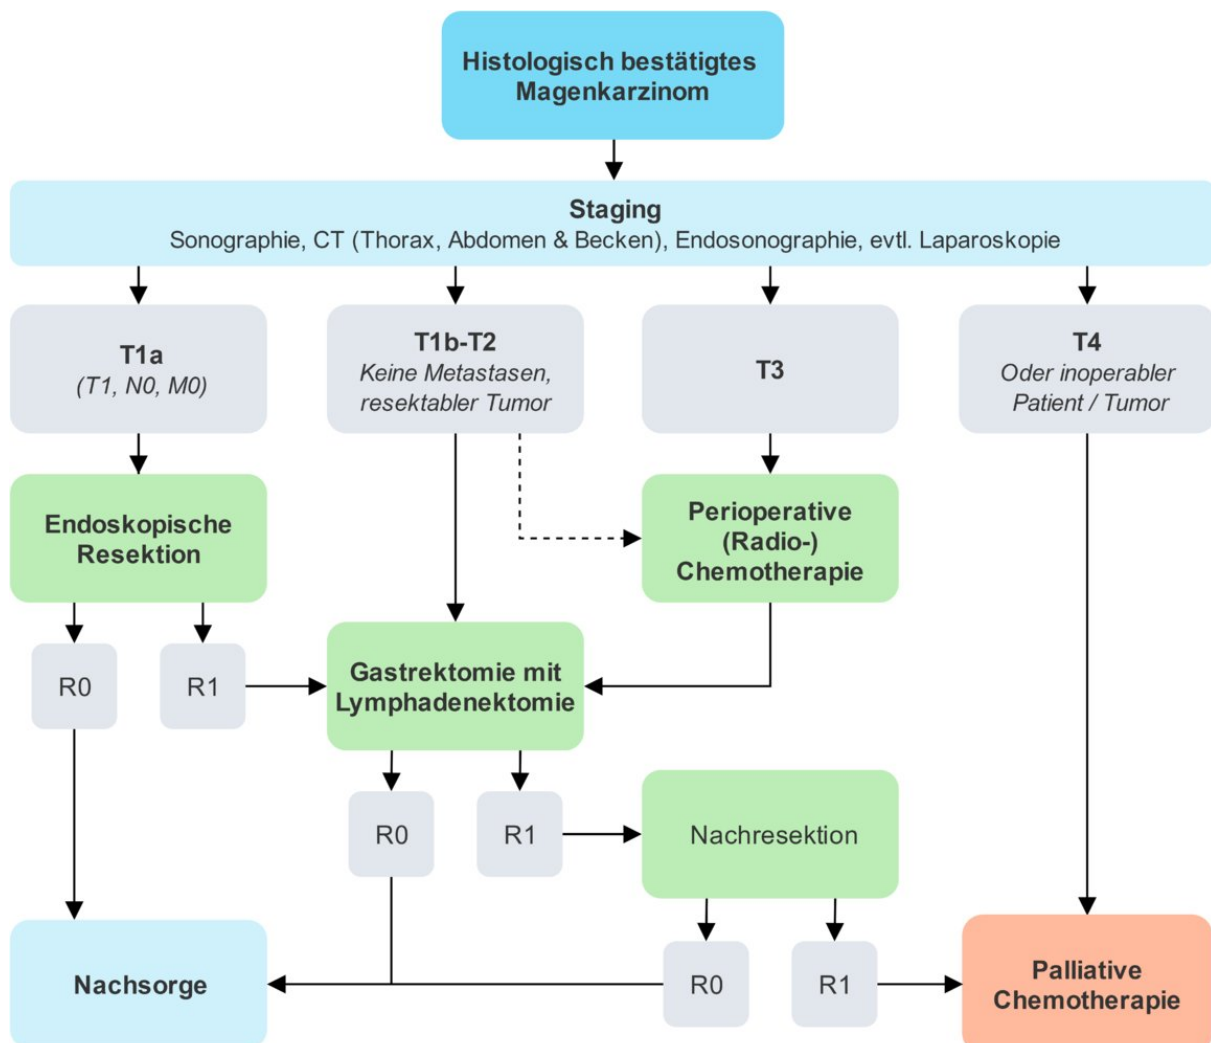 Histologisch bestätigtes
Magenkarzinom
Staging
Sonographie, CT (Thorax, Abdomen & Becken), Endosonographie, evtl. Laparoskopie
T1a
(T1, N0, M0)
T1b-T2
Keine Metastasen,
resektabler Tumor
T3
T4
Oder inoperabler
Patient / Tumor
Endoskopische
Resektion
Perioperative
(Radio-)
Chemotherapie
R0
R1
Gastrektomie mit
Lymphadenektomie
R0
R1
Nachresektion
R0
R1
Nachsorge
Palliative
Chemotherapie